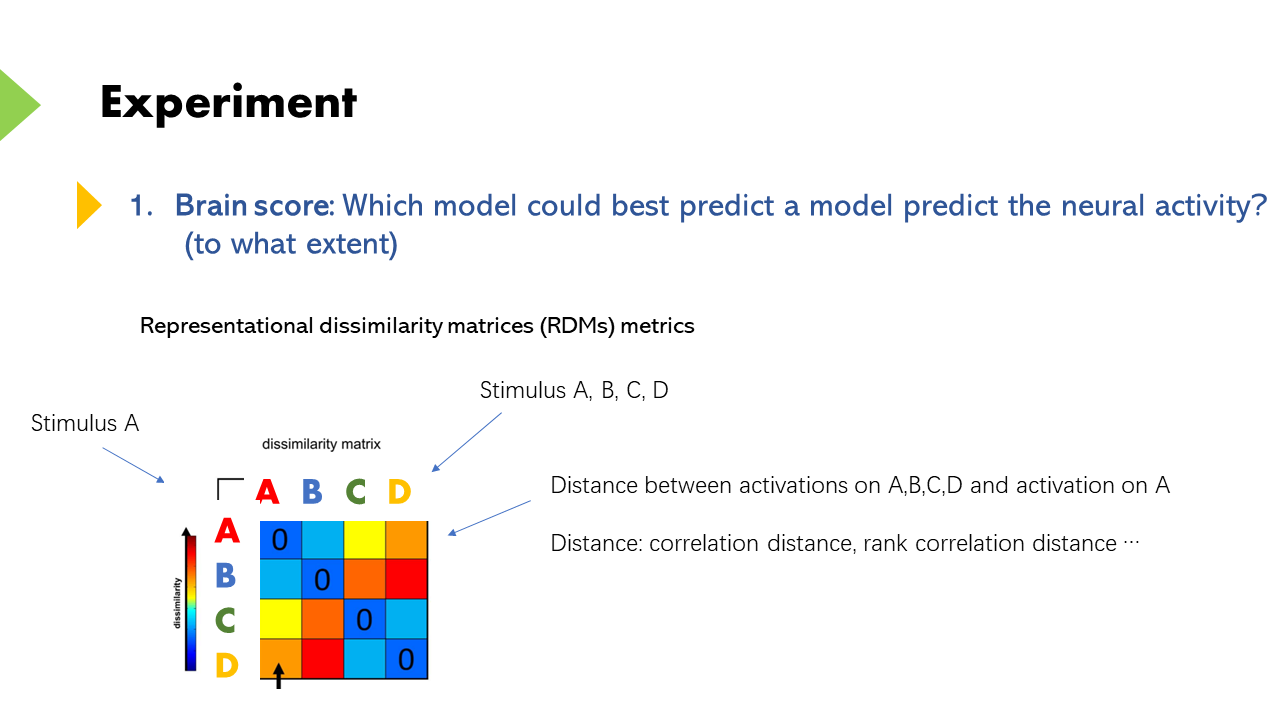 Experiment
1. Brain score: Which model could best predict a model predict the neural activity?
(to what extent)
Representational dissimilarity matrices (RDMs) metrics
Stimulus A, B, C, D
Stimulus A
dissimilarity matrix
A B C D
Distance between activations on A,B,C,D and activation on A
A 0
Distance: correlation distance, rank correlation distance ···
B 0
C 0
D 0
dissimilarity